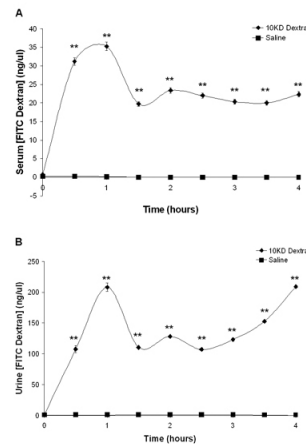 A
10KD Dextra
Saline
Serum [FITC Dextran] (ng/ul)
40
35
30
25
20
15
10
5
0
-5
** ** ** ** ** ** ** **
0 1 2 3 4
Time (hours)
B
10KD Dextra
Saline
Urine [FITC Dextran] (ng/ul)
250
200
150
100
50
0
** ** ** ** ** ** ** **
0 1 2 3 4
Time (hours)